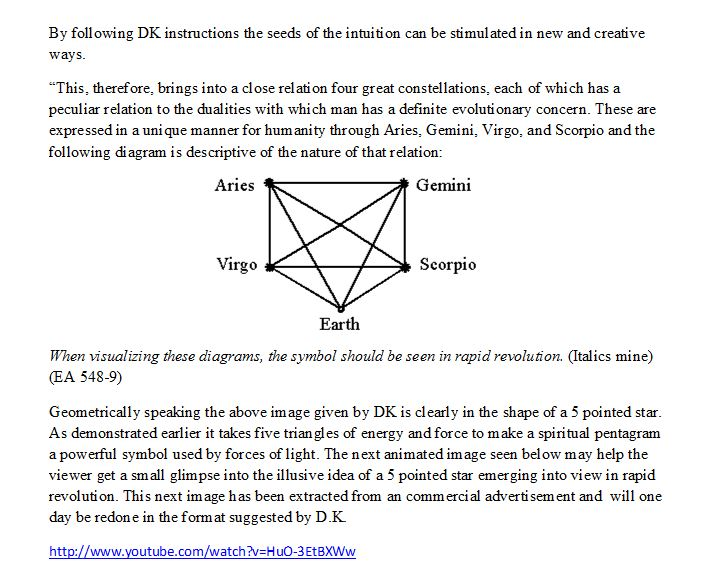 By following DK instructions the seeds of the intuition can be stimulated in new and creative
ways.
“This, therefore, brings into a close relation four great constellations, each of which has a
peculiar relation to the dualities with which man has a definite evolutionary concern. These are
expressed in a unique manner for humanity through Aries, Gemini, Virgo, and Scorpio and the
following diagram is descriptive of the nature of that relation:
Aries
Gemini
Virgo
Scorpio
Earth
When visualizing these diagrams, the symbol should be seen in rapid revolution. (Italics mine)
(EA 548-9)
Geometrically speaking the above image given by DK is clearly in the shape of a 5 pointed star.
As demonstrated earlier it takes five triangles of energy and force to make a spiritual pentagram
a powerful symbol used by forces of light. The next animated image seen below may help the
viewer get a small glimpse into the illusive idea of a 5 pointed star emerging into view in rapid
revolution. This next image has been extracted from an commercial advertisement and will one
day be redone in the format suggested by D.K.
http://www.youtube.com/watch?v=HuO-3EtBXWw